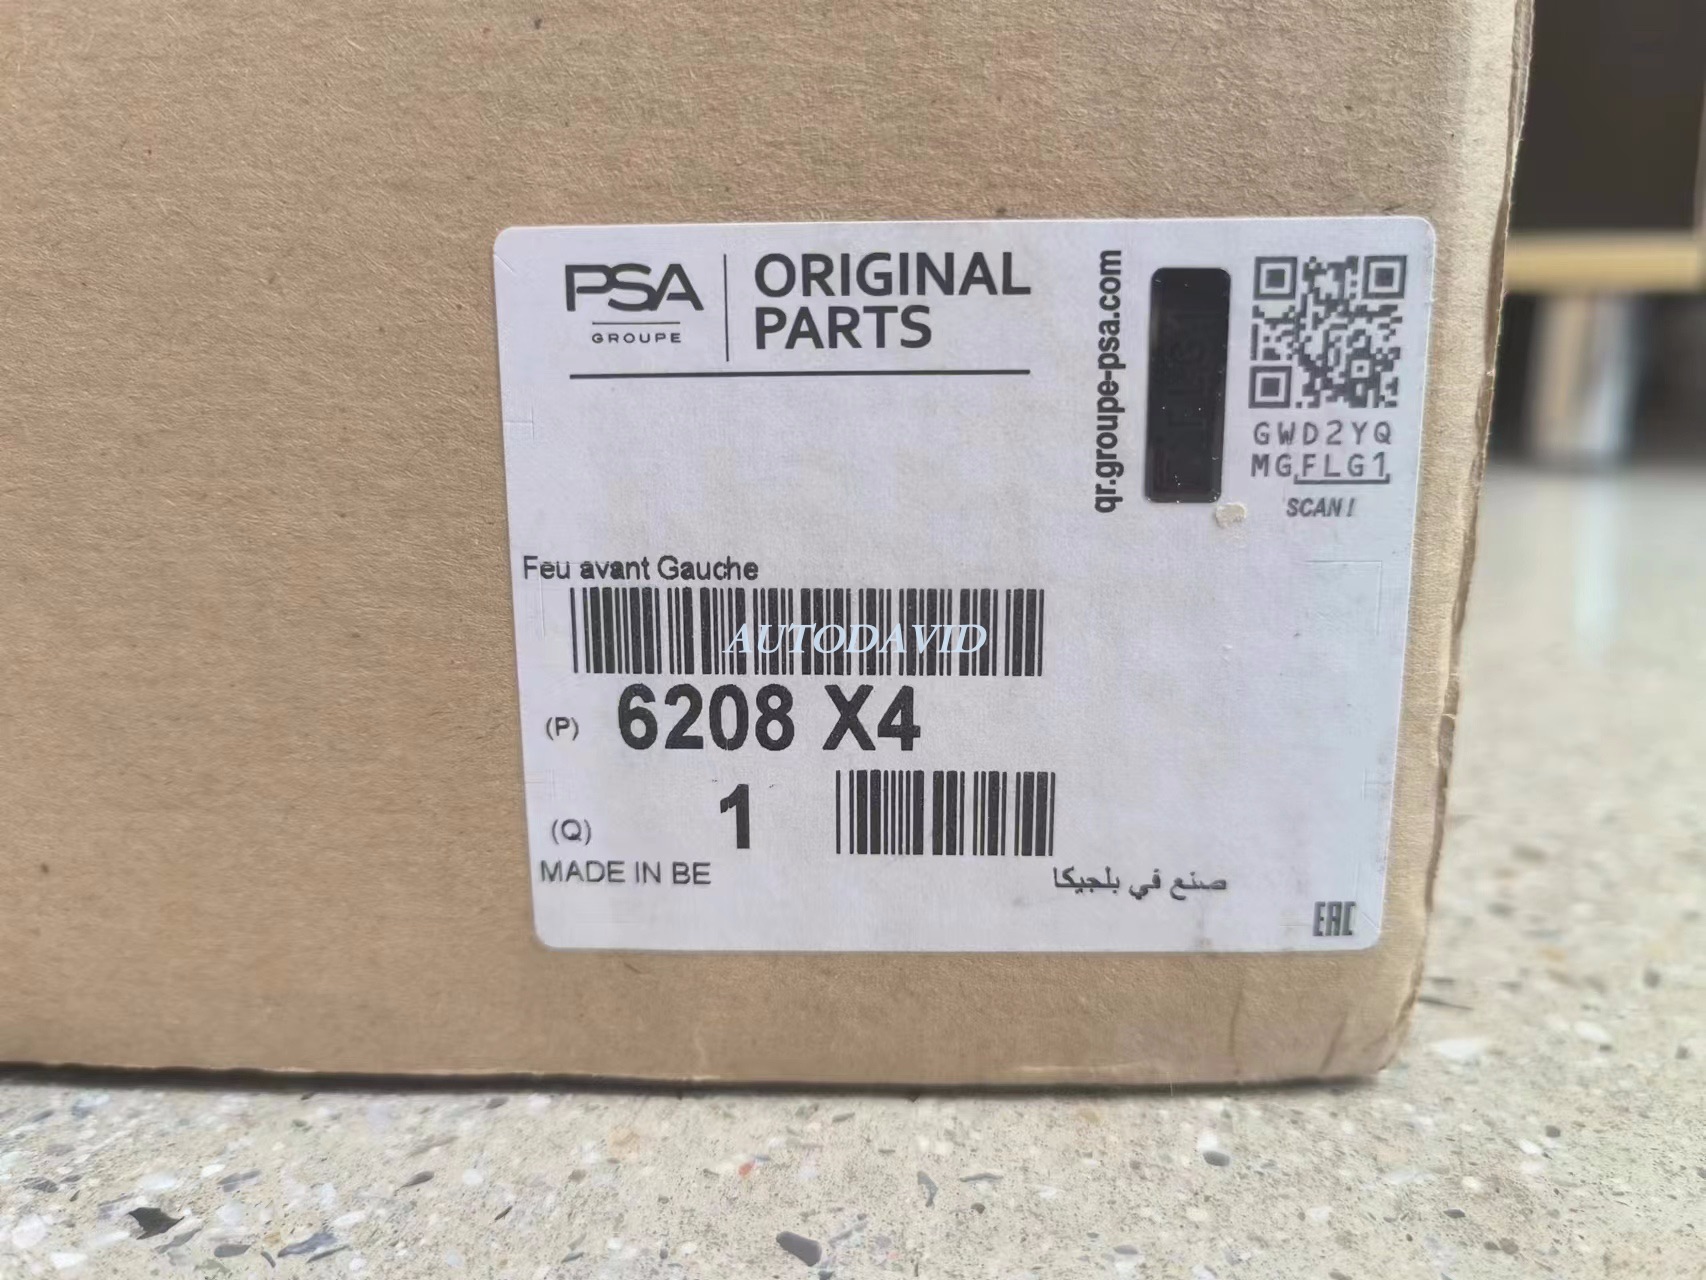 PSA
GROUPE
ORIGINAL
PARTS
qr.groupe-psa.com
GWD2YQ
MGFLG1
SCAN!
Feu avant Gauche
AUTODAVID
(P) 6208 X4
(Q) 1
MADE IN BE
صنع في بلجيكا
EAC